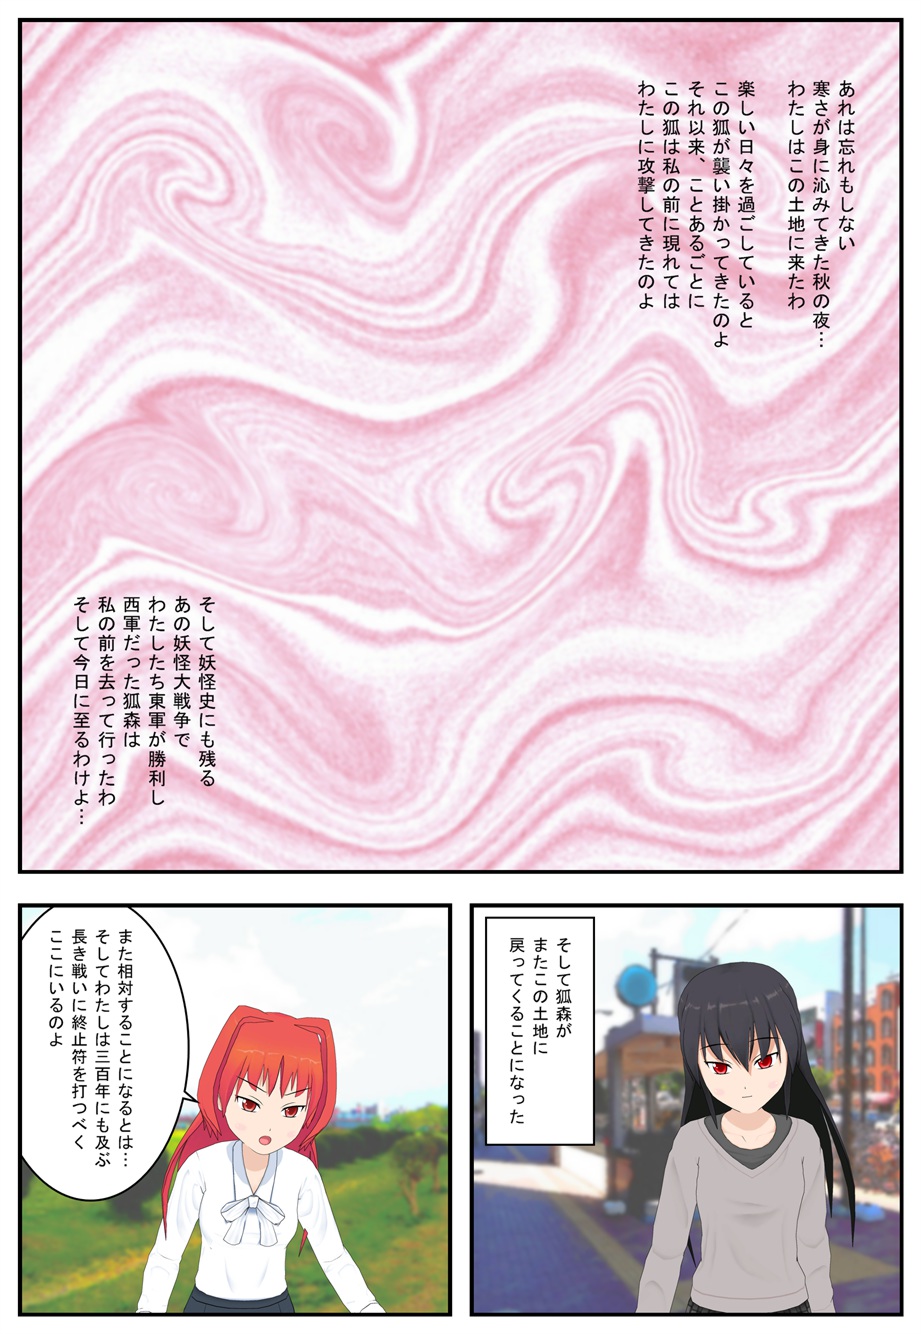 あれは忘れもしない
寒さが身に沁みてきた秋の夜…
わたしはこの土地に来たわ
楽しい日々を過ごしていると
この狐が襲い掛かってきたのよ
それ以来、ことあるごとに
この狐は私の前に現れては
わたしに攻撃してきたのよ
そして妖怪史にも残る
あの妖怪大戦争で
わたしたち東軍が勝利し
西軍だった狐森は
私の前を去って行ったわ
そして今日に至るわけよ…
そして狐森が
またこの土地に
戻ってくることになった
また相対することになるとは…
そしてわたしは三百年にも及ぶ
長き戦いに終止符を打つべく
ここにいるのよ